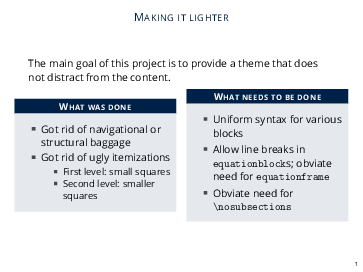 MAKING IT LIGHTER
The main goal of this project is to provide a theme that does
not distract from the content.
WHAT WAS DONE
▪ Got rid of navigational or
structural baggage
▪ Got rid of ugly itemizations
▪ First level: small squares
▪ Second level: smaller
squares
WHAT NEEDS TO BE DONE
▪ Uniform syntax for various
blocks
▪ Allow line breaks in
equationblocks; obviate
need for equationframe
▪ Obviate need for
\nosubsections
1